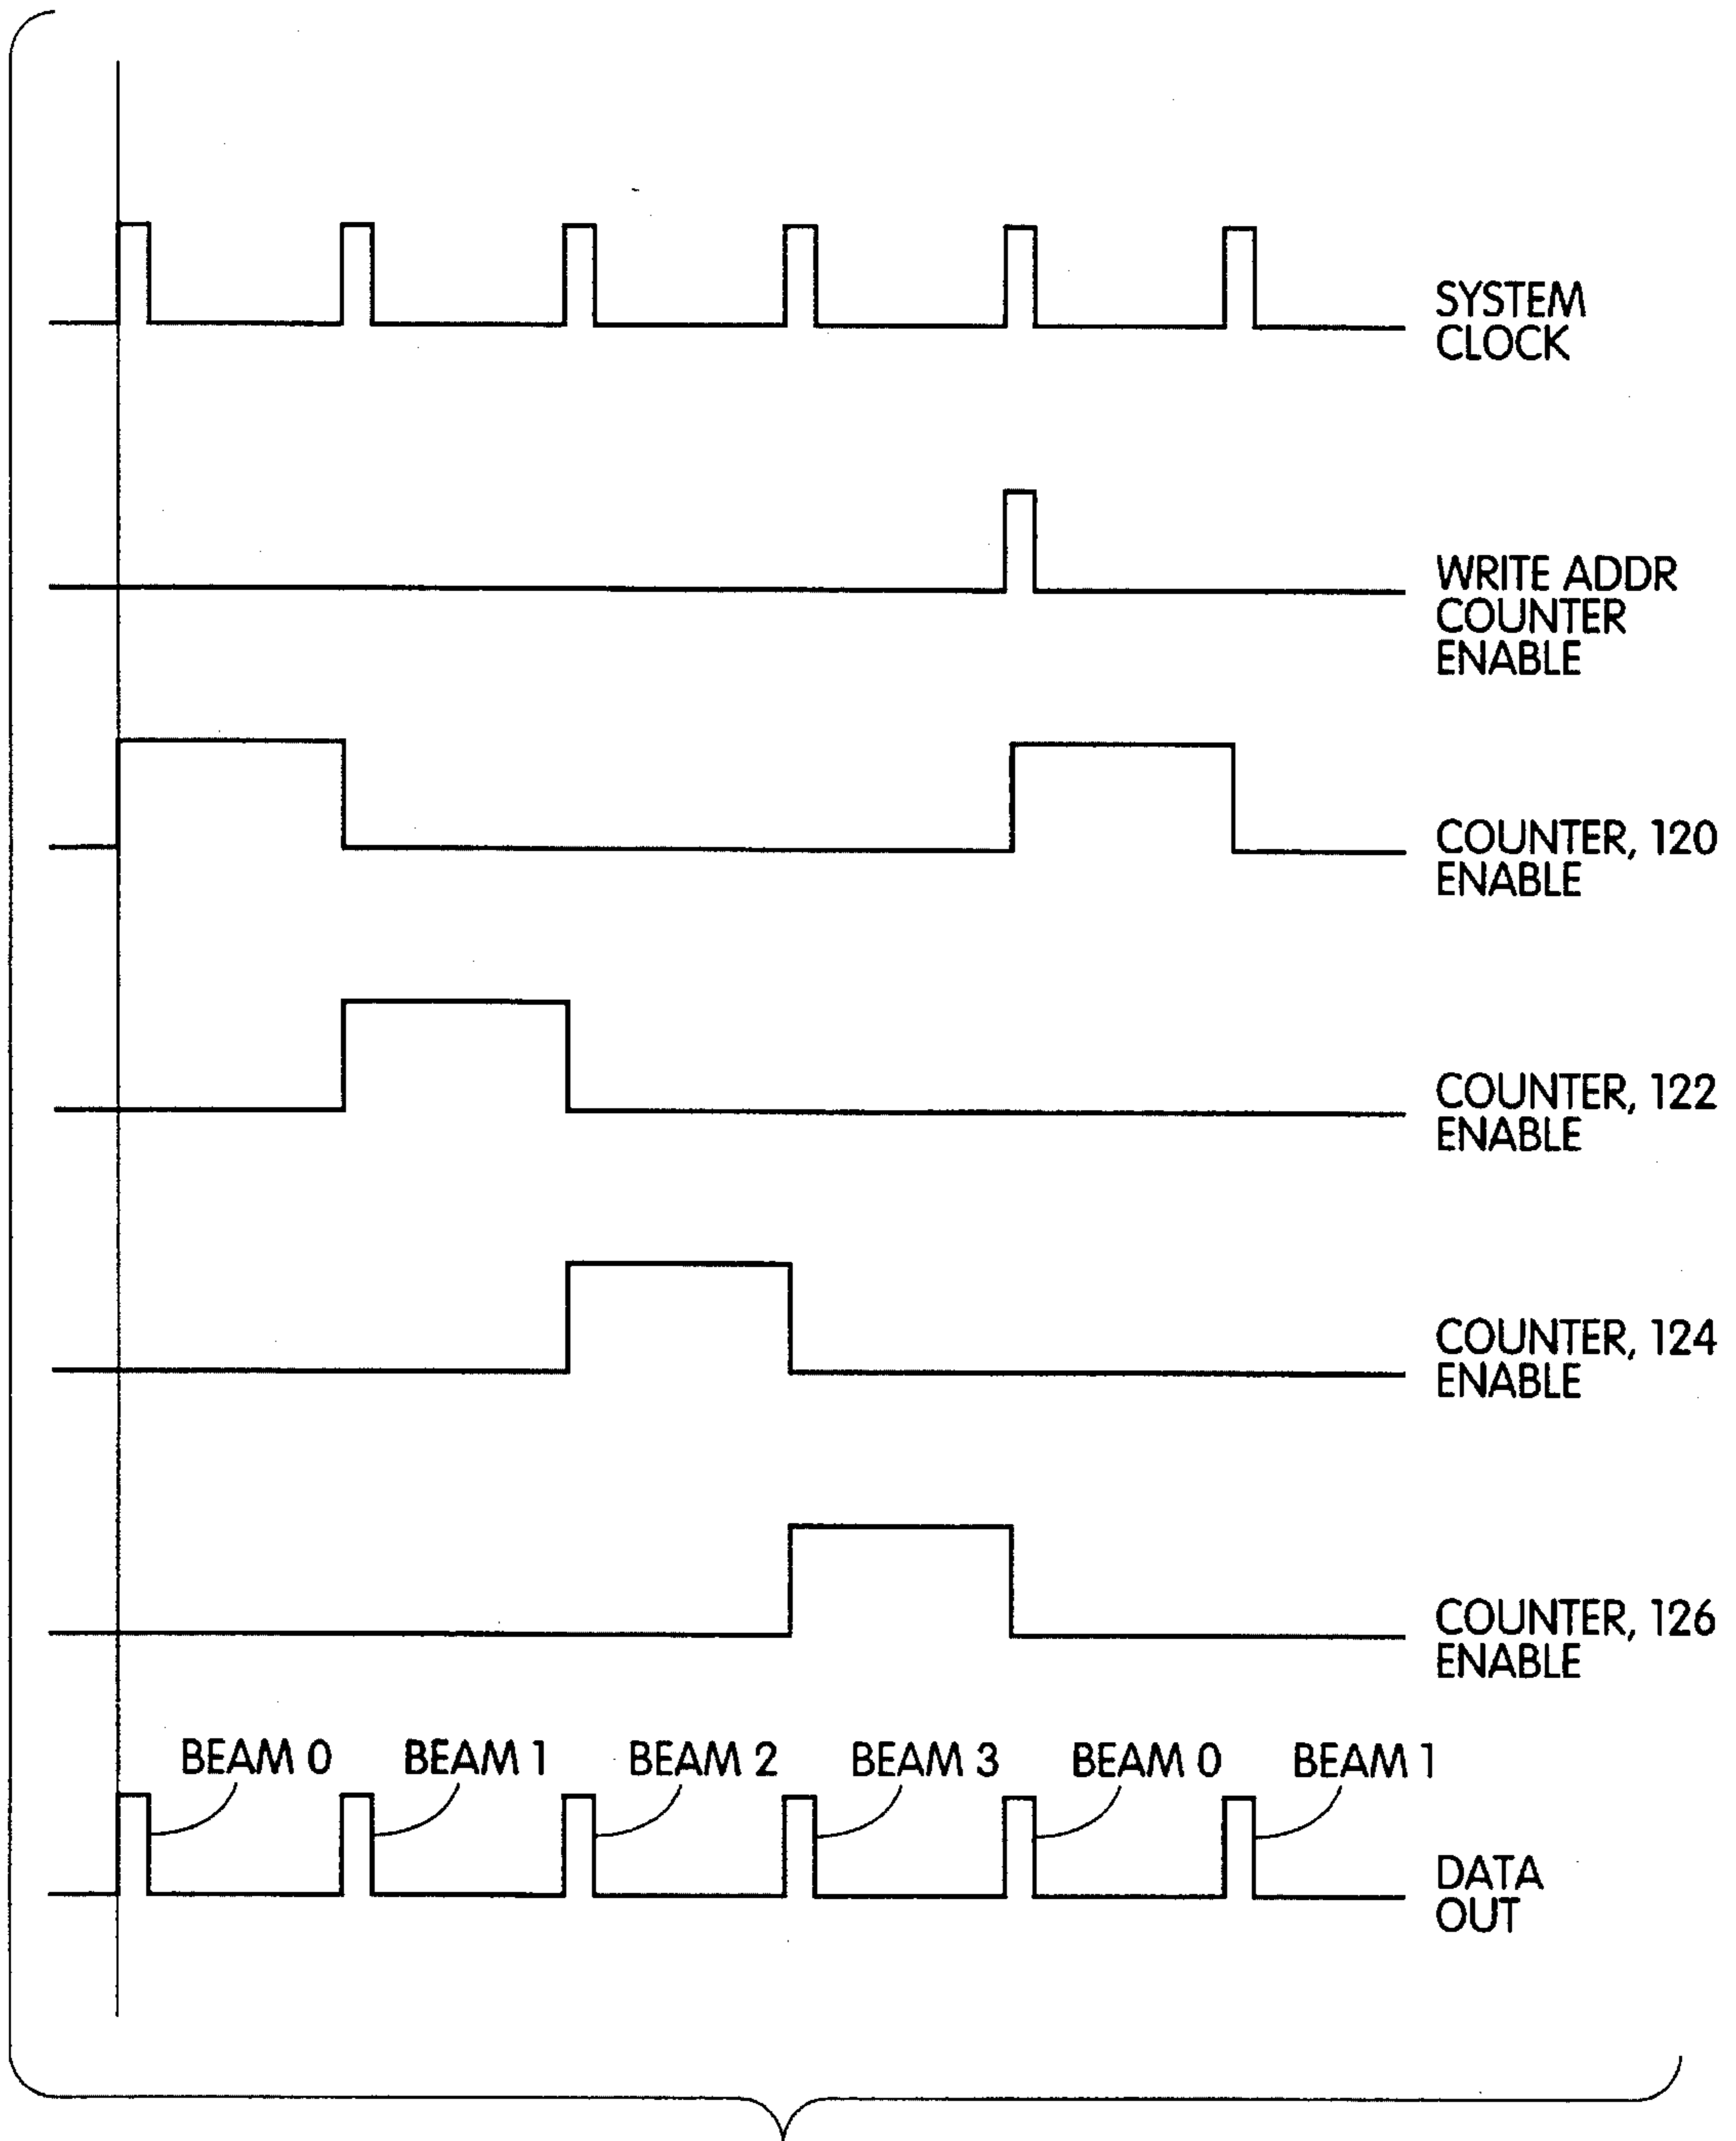 SYSTEM
CLOCK
WRITE ADDR
COUNTER
ENABLE
COUNTER, 120
ENABLE
COUNTER, 122
ENABLE
COUNTER, 124
ENABLE
COUNTER, 126
ENABLE
BEAM 0 BEAM 1 BEAM 2 BEAM 3 BEAM 0 BEAM 1
DATA
OUT